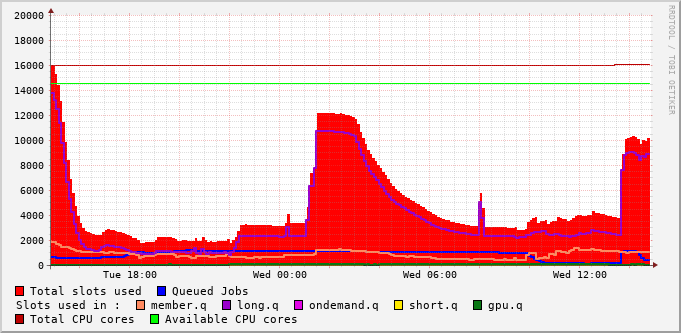 RRDTOOL / TOBI OETIKER
20000
18000
16000
14000
12000
10000
8000
6000
4000
2000
0
Tue 18:00 Wed 00:00 Wed 06:00 Wed 12:00
Total slots used Queued Jobs
Slots used in : member.q long.q ondemand.q short.q gpu.q
Total CPU cores Available CPU cores